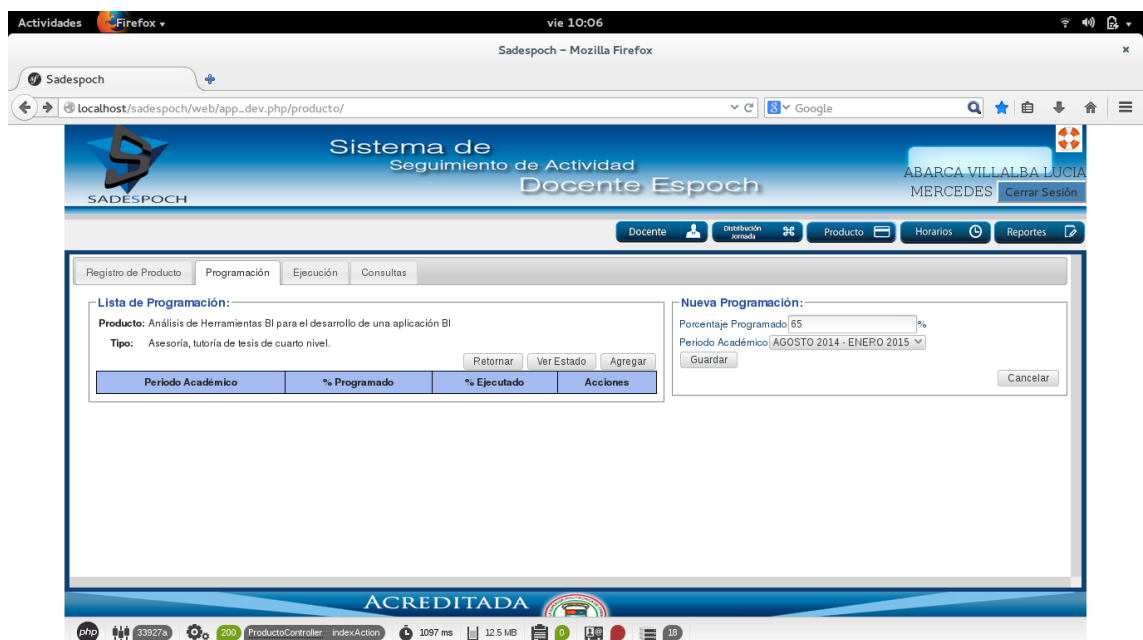 Actividades Firefox vie 10:06
Sadespoch - Mozilla Firefox
Sadespoch
localhost/sadespoch/web/app_dev.php/producto/ Google
Sistema de
Seguimiento de Actividad
Docente Espoch
SADESPOCH
ABARCA VILLALBA LUCIA
MERCEDES Cerrar Sesión
Docente Distribución Jornada Producto Horarios Reportes
Registro de Producto Programación Ejecución Consultas
Lista de Programación:
Producto: Análisis de Herramientas BI para el desarrollo de una aplicación BI
Tipo: Asesoría, tutoría de tesis de cuarto nivel.
Retornar Ver Estado Agregar
Periodo Académico % Programado % Ejecutado Acciones
Nueva Programación:
Porcentaje Programado 65 %
Periodo Académico AGOSTO 2014 - ENERO 2015
Guardar
Cancelar
ACREDITADA
php 33927a 200 ProductoController indexAction 1097 ms 12.5 MB 0 18